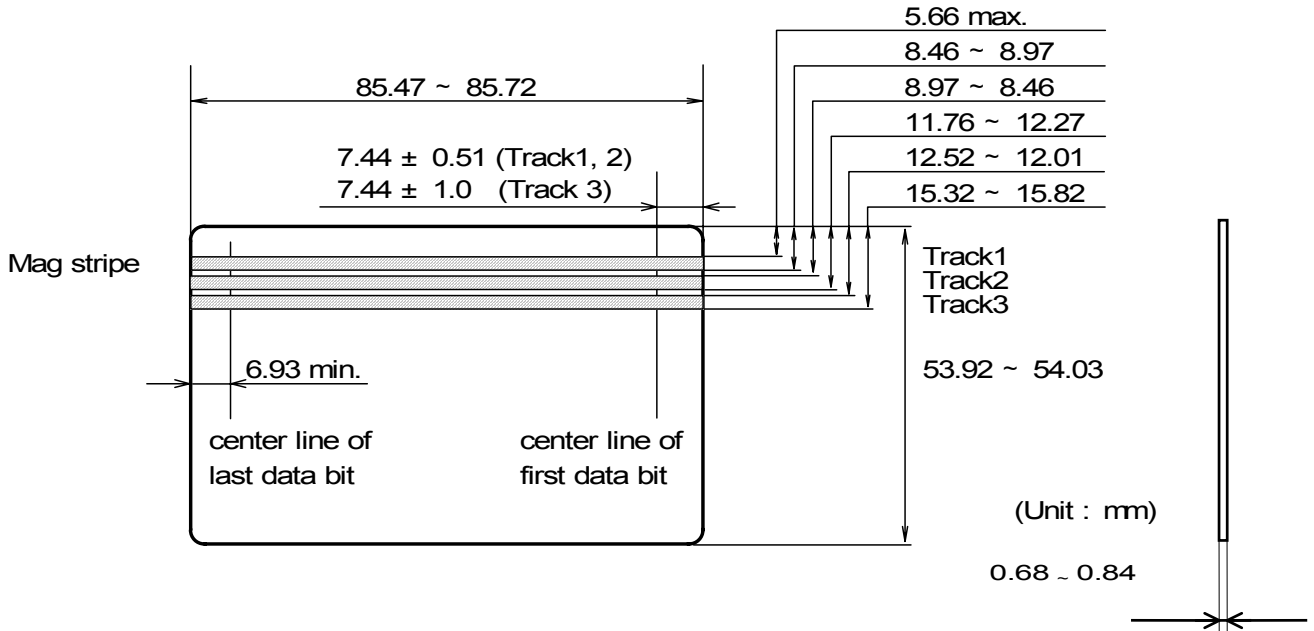 5.66 max.
8.46 ~ 8.97
85.47 ~ 85.72
8.97 ~ 8.46
11.76 ~ 12.27
7.44 ± 0.51 (Track1, 2)
12.52 ~ 12.01
7.44 ± 1.0 (Track 3)
15.32 ~ 15.82
Mag stripe
Track1
Track2
Track3
6.93 min.
53.92 ~ 54.03
center line of
last data bit
center line of
first data bit
(Unit : mm)
0.68 ~ 0.84